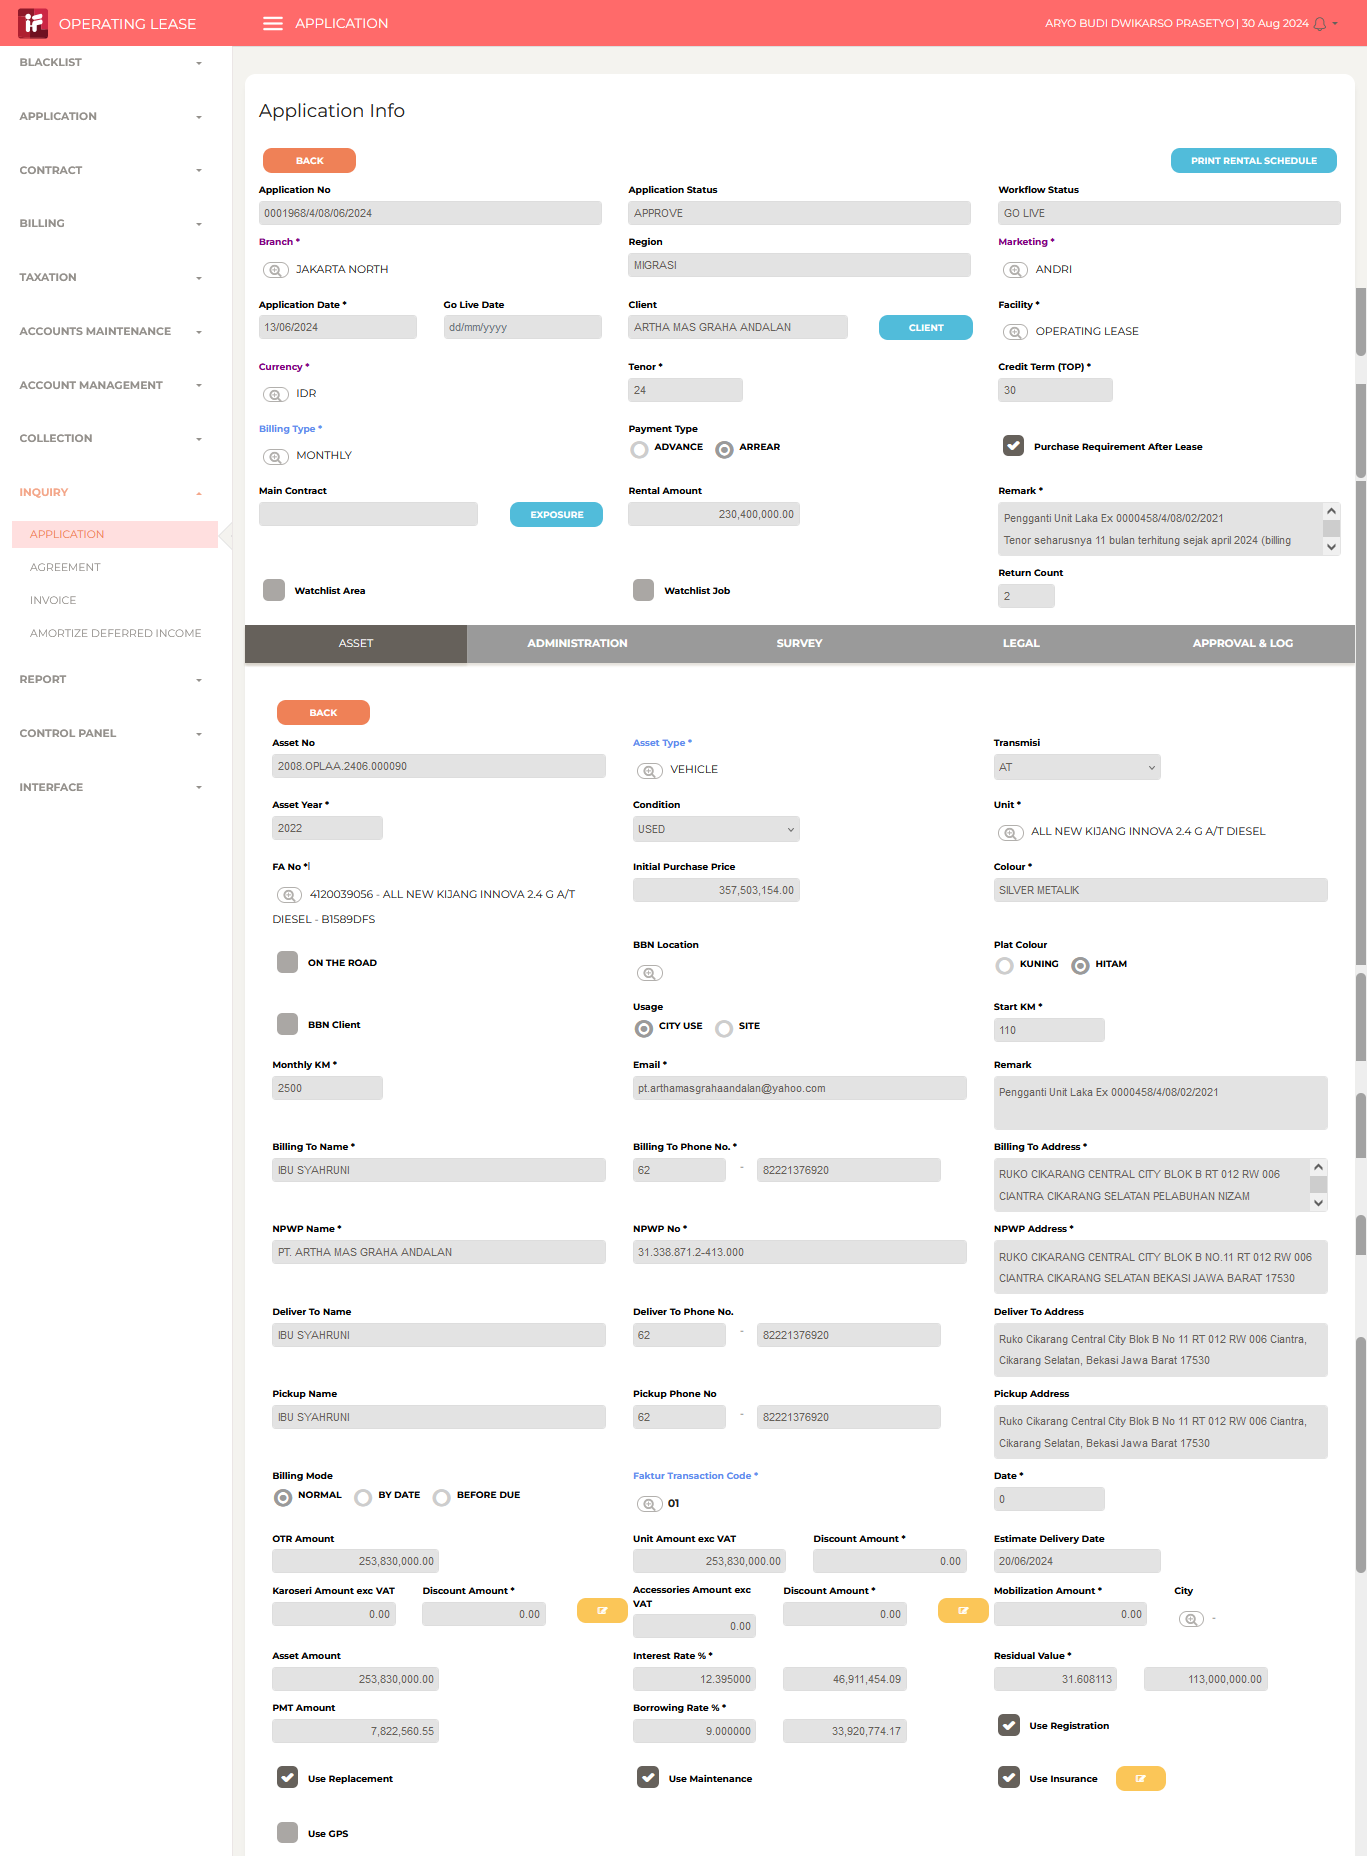 OPERATING LEASE
APPLICATION
ARYO BUDI DWIKARSO PRASETYO | 30 Aug 2024
BLACKLIST
APPLICATION
CONTRACT
BILLING
TAXATION
ACCOUNTS MAINTENANCE
ACCOUNT MANAGEMENT
COLLECTION
INQUIRY
APPLICATION
AGREEMENT
INVOICE
AMORTIZE DEFERRED INCOME
REPORT
CONTROL PANEL
INTERFACE
Application Info
BACK
PRINT RENTAL SCHEDULE
Application No
Application Status
Workflow Status
0001968/4/08/06/2024
APPROVE
GO LIVE
Branch *
Region
Marketing *
JAKARTA NORTH
MIGRASI
ANDRI
Application Date *
Go Live Date
Client
Facility *
13/06/2024
dd/mm/yyyy
ARTHA MAS GRAHA ANDALAN
CLIENT
OPERATING LEASE
Currency *
Tenor *
Credit Term (TOP) *
IDR
24
30
Billing Type *
Payment Type
MONTHLY
ADVANCE
ARREAR
Purchase Requirement After Lease
Main Contract
Rental Amount
Remark *
EXPOSURE
230,400,000.00
Pengganti Unit Laka Ex 0000458/4/08/02/2021
Tenor seharusnya 11 bulan terhitung sejak april 2024 (billing
Watchlist Area
Watchlist Job
Return Count
2
ASSET
ADMINISTRATION
SURVEY
LEGAL
APPROVAL & LOG
BACK
Asset No
Asset Type *
Transmisi
2008.OPLAA.2406.000090
VEHICLE
AT
Asset Year *
Condition
Unit *
2022
USED
ALL NEW KIJANG INNOVA 2.4 G A/T DIESEL
FA No *|
Initial Purchase Price
Colour *
4120039056 - ALL NEW KIJANG INNOVA 2.4 G A/T
DIESEL - B1589DFS
357,503,154.00
SILVER METALIK
ON THE ROAD
BBN Location
Plat Colour
KUNING
HITAM
BBN Client
Usage
CITY USE
SITE
Start KM *
110
Monthly KM *
Email *
Remark
2500
pt.arthamasgrahaandalan@yahoo.com
Pengganti Unit Laka Ex 0000458/4/08/02/2021
Billing To Name *
Billing To Phone No. *
Billing To Address *
IBU SYAHRUNI
62
-
82221376920
RUKO CIKARANG CENTRAL CITY BLOK B RT 012 RW 006
CIANTRA CIKARANG SELATAN PELABUHAN NIZAM
NPWP Name *
NPWP No *
NPWP Address *
PT. ARTHA MAS GRAHA ANDALAN
31.338.871.2-413.000
RUKO CIKARANG CENTRAL CITY BLOK B NO.11 RT 012 RW 006
CIANTRA CIKARANG SELATAN BEKASI JAWA BARAT 17530
Deliver To Name
Deliver To Phone No.
Deliver To Address
IBU SYAHRUNI
62
-
82221376920
Ruko Cikarang Central City Blok B No 11 RT 012 RW 006 Ciantra,
Cikarang Selatan, Bekasi Jawa Barat 17530
Pickup Name
Pickup Phone No
Pickup Address
IBU SYAHRUNI
62
-
82221376920
Ruko Cikarang Central City Blok B No 11 RT 012 RW 006 Ciantra,
Cikarang Selatan, Bekasi Jawa Barat 17530
Billing Mode
Faktur Transaction Code *
Date *
NORMAL
BY DATE
BEFORE DUE
01
0
OTR Amount
Unit Amount exc VAT
Discount Amount *
Estimate Delivery Date
253,830,000.00
253,830,000.00
0.00
20/06/2024
Karoseri Amount exc VAT
Discount Amount *
Accessories Amount exc
VAT
Discount Amount *
Mobilization Amount *
City
0.00
0.00
0.00
0.00
0.00
-
Asset Amount
Interest Rate % *
Residual Value *
253,830,000.00
12.395000
46,911,454.09
31.608113
113,000,000.00
PMT Amount
Borrowing Rate % *
7,822,560.55
9.000000
33,920,774.17
Use Registration
Use Replacement
Use Maintenance
Use Insurance
Use GPS